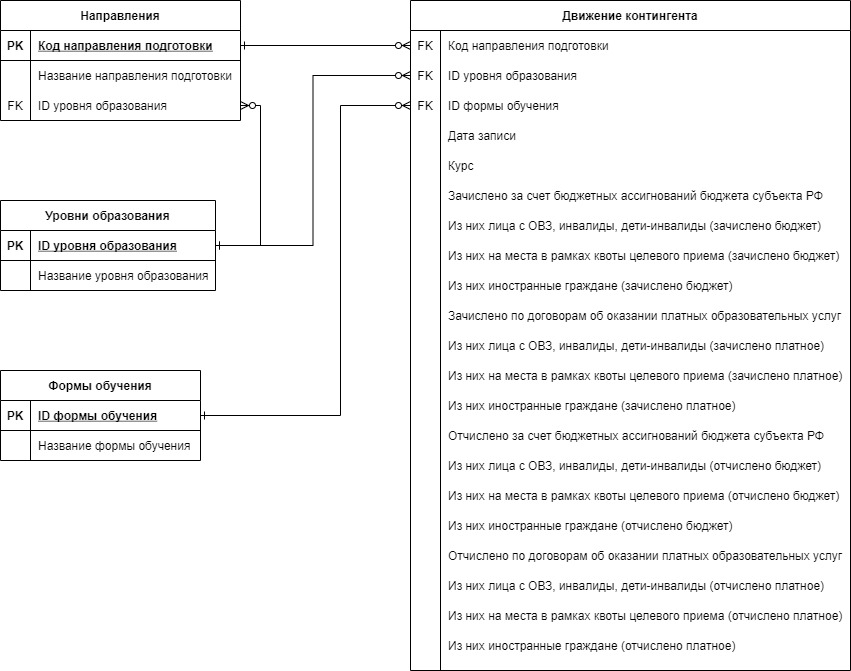 Направления
PK Код направления подготовки
Название направления подготовки
FK ID уровня образования
Уровни образования
PK ID уровня образования
Название уровня образования
Формы обучения
PK ID формы обучения
Название формы обучения
Движение контингента
FK Код направления подготовки
FK ID уровня образования
FK ID формы обучения
Дата записи
Курс
Зачислено за счет бюджетных ассигнований бюджета субъекта РФ
Из них лица с ОВЗ, инвалиды, дети-инвалиды (зачислено бюджет)
Из них на места в рамках квоты целевого приема (зачислено бюджет)
Из них иностранные граждане (зачислено бюджет)
Зачислено по договорам об оказании платных образовательных услуг
Из них лица с ОВЗ, инвалиды, дети-инвалиды (зачислено платное)
Из них на места в рамках квоты целевого приема (зачислено платное)
Из них иностранные граждане (зачислено платное)
Отчислено за счет бюджетных ассигнований бюджета субъекта РФ
Из них лица с ОВЗ, инвалиды, дети-инвалиды (отчислено бюджет)
Из них на места в рамках квоты целевого приема (отчислено бюджет)
Из них иностранные граждане (отчислено бюджет)
Отчислено по договорам об оказании платных образовательных услуг
Из них лица с ОВЗ, инвалиды, дети-инвалиды (отчислено платное)
Из них на места в рамках квоты целевого приема (отчислено платное)
Из них иностранные граждане (отчислено платное)